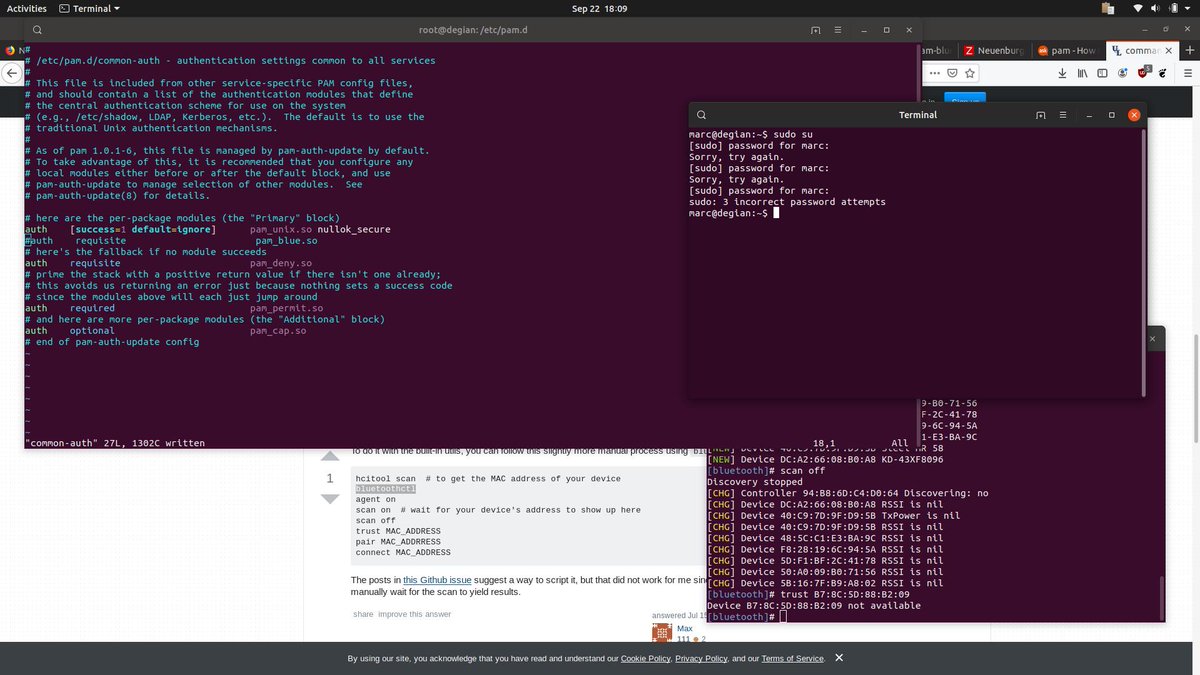 Activities
Terminal
Sep 22 18:09
root@degian: /etc/pam.d
#
# /etc/pam.d/common-auth - authentication settings common to all services
#
# This file is included from other service-specific PAM config files,
# and should contain a list of the authentication modules that define
# the central authentication scheme for use on the system
# (e.g., /etc/shadow, LDAP, Kerberos, etc.).  The default is to use the
# traditional Unix authentication mechanisms.
#
# As of pam 1.0.1-6, this file is managed by pam-auth-update by default.
# To take advantage of this, it is recommended that you configure any
# local modules either before or after the default block, and use
# pam-auth-update to manage selection of other modules.  See
# pam-auth-update(8) for details.
# here are the per-package modules (the "Primary" block)
auth    [success=1 default=ignore]      pam_unix.so nullok_secure
#auth    requisite                       pam_blue.so
# here's the fallback if no module succeeds
auth    requisite                       pam_deny.so
# prime the stack with a positive return value if there isn't one already;
# this avoids us returning an error just because nothing sets a success code
# since the modules above will each just jump around
auth    required                        pam_permit.so
# and here are more per-package modules (the "Additional" block)
auth    optional                        pam_cap.so
# end of pam-auth-update config
~
~
~
~
~
~
~
~
"common-auth" 27L, 1302C written
18,1
All
Neuenburg
pam - How
comman
Terminal
marc@degian:~$ sudo su
[sudo] password for marc:
Sorry, try again.
[sudo] password for marc:
Sorry, try again.
[sudo] password for marc:
sudo: 3 incorrect password attempts
marc@degian:~$
9-B0-71-56
F-2C-41-78
9-6C-94-5A
1-E3-BA-9C
[NEW] Device DC:A2:66:08:B0:A8 KD-43XF8096
[bluetooth]# scan off
Discovery stopped
[CHG] Controller 94:B8:6D:C4:D0:64 Discovering: no
[CHG] Device DC:A2:66:08:B0:A8 RSSI is nil
[CHG] Device 40:C9:7D:9F:D9:5B TxPower is nil
[CHG] Device 40:C9:7D:9F:D9:5B RSSI is nil
[CHG] Device 48:5C:C1:E3:BA:9C RSSI is nil
[CHG] Device F8:28:19:6C:94:5A RSSI is nil
[CHG] Device 5D:F1:BF:2C:41:78 RSSI is nil
[CHG] Device 50:A0:09:B0:71:56 RSSI is nil
[CHG] Device 5B:16:7F:B9:A8:02 RSSI is nil
[bluetooth]# trust B7:8C:5D:88:B2:09
Device B7:8C:5D:88:B2:09 not available
[bluetooth]#
To do it with the built-in utils, you can follow this slightly more manual process using
1
hcitool scan  # to get the MAC address of your device
bluetoothctl
agent on
scan on  # wait for your device's address to show up here
scan off
trust MAC_ADDRESS
pair MAC_ADRRESS
connect MAC_ADDRESS
The posts in this Github issue suggest a way to script it, but that did not work for me
manually wait for the scan to yield results.
share improve this answer
answered Jul
Max
111 2
By using our site, you acknowledge that you have read and understand our Cookie Policy, Privacy Policy, and our Terms of Service.